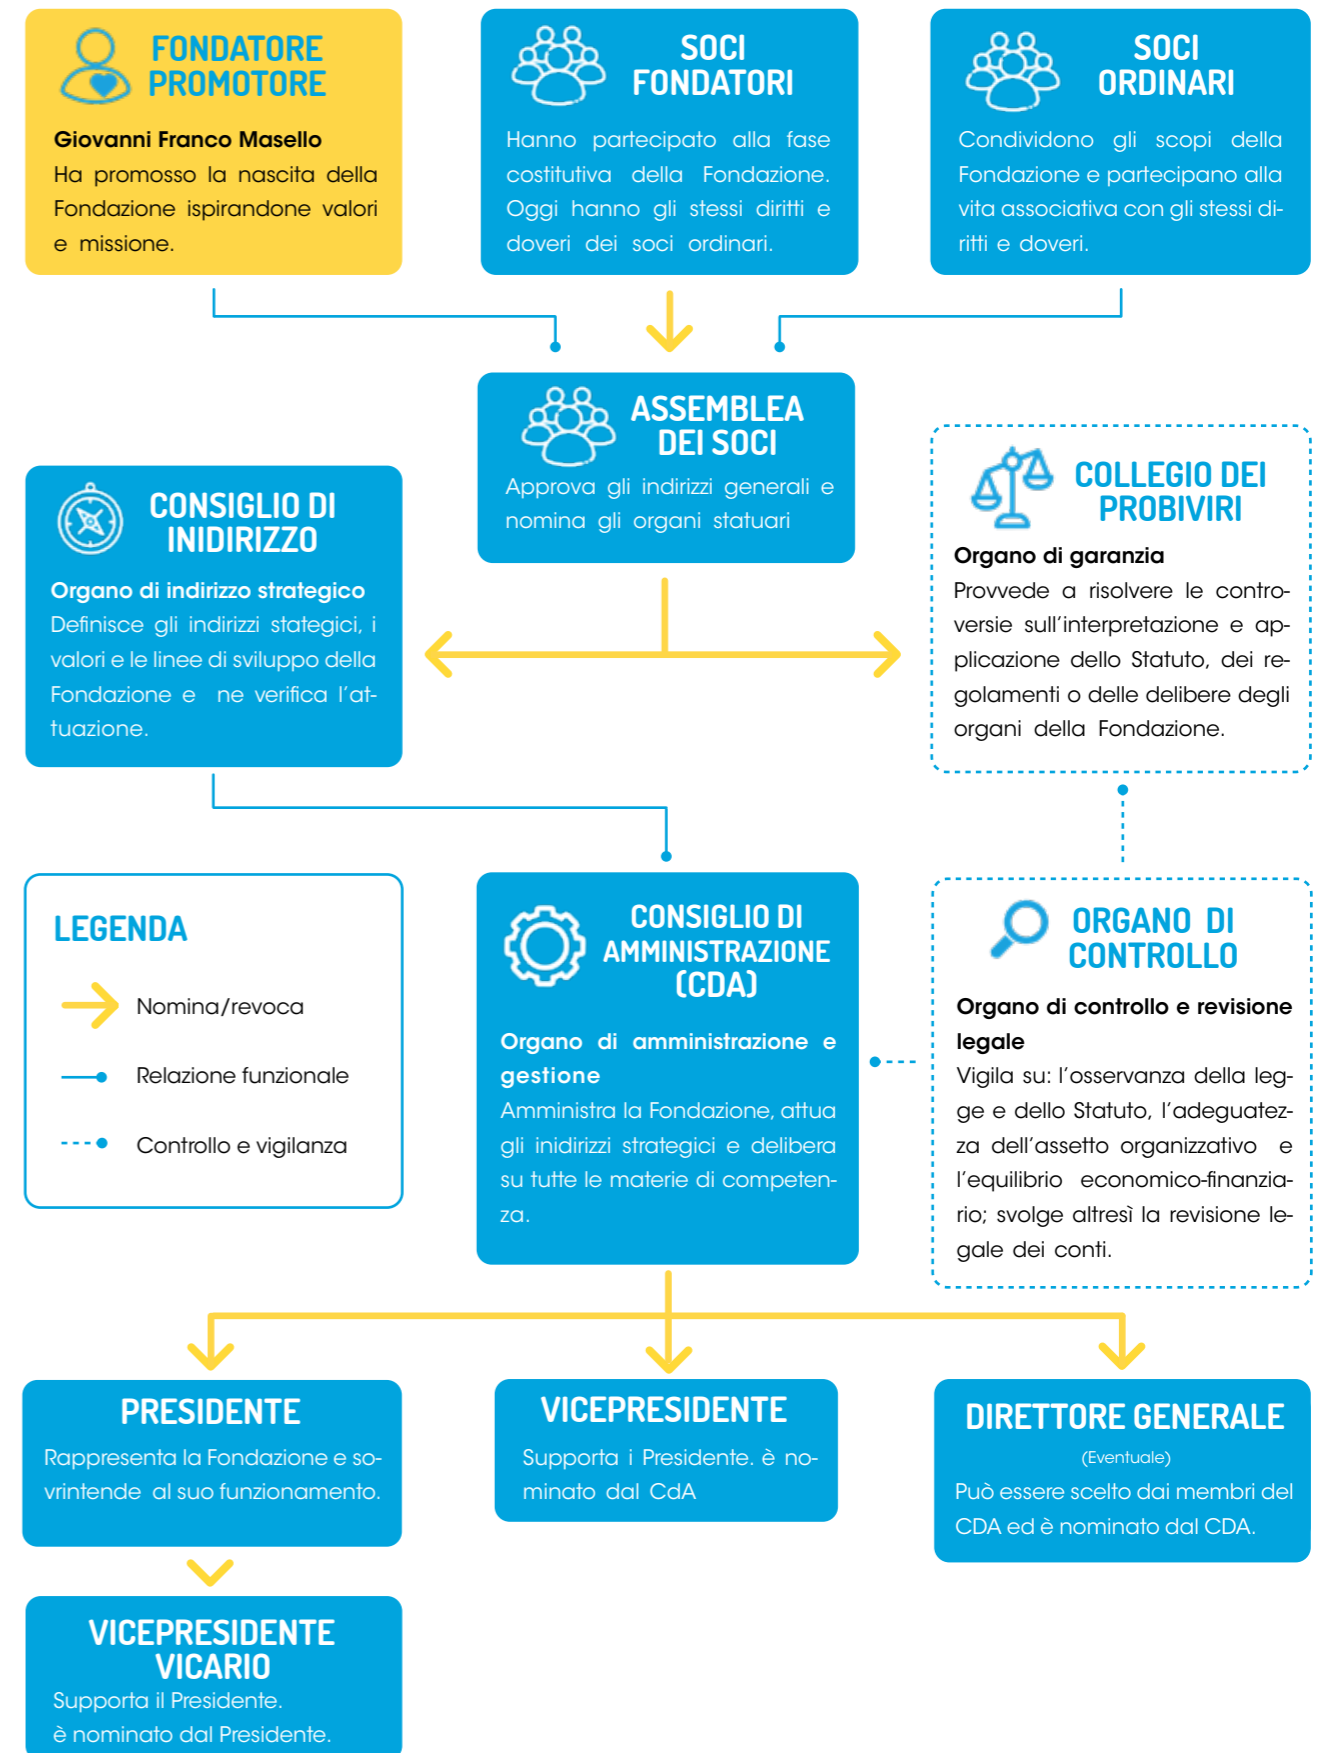 FONDATORE
PROMOTORE
Giovanni Franco Masello
Ha promosso la nascita della
Fondazione ispirandone valori
e missione.
SOCI
FONDATORI
Hanno partecipato alla fase
costitutiva della Fondazione.
Oggi hanno gli stessi diritti e
doveri dei soci ordinari.
SOCI
ORDINARI
Condividono gli scopi della
Fondazione e partecipano alla
vita associativa con gli stessi di-
ritti e doveri.
ASSEMBLEA
DEI SOCI
Approva gli indirizzi generali e
nomina gli organi statuari
CONSIGLIO DI
INIDIRIZZO
Organo di indirizzo strategico
Definisce gli indirizzi stategici, i
valori e le linee di sviluppo della
Fondazione e ne verifica l'at-
tuazione.
COLLEGIO DEI
PROBIVIRI
Organo di garanzia
Provvede a risolvere le contro-
versie sull'interpretazione e ap-
plicazione dello Statuto, dei re-
golamenti o delle delibere degli
organi della Fondazione.
LEGENDA
Nomina/revoca
Relazione funzionale
Controllo e vigilanza
CONSIGLIO DI
AMMINISTRAZIONE
(CDA)
Organo di amministrazione e
gestione
Amministra la Fondazione, attua
gli inidirizzi strategici e delibera
su tutte le materie di competen-
za.
ORGANO DI
CONTROLLO
Organo di controllo e revisione
legale
Vigila su: l'osservanza della leg-
ge e dello Statuto, l'adeguatez-
za dell'assetto organizzativo e
l'equilibrio economico-finanzia-
rio; svolge altresì la revisione le-
gale dei conti.
PRESIDENTE
Rappresenta la Fondazione e so-
vrintende al suo funzionamento.
VICEPRESIDENTE
Supporta i Presidente. è no-
minato dal CdA
DIRETTORE GENERALE
(Eventuale)
Può essere scelto dai membri del
CDA ed è nominato dal CDA.
VICEPRESIDENTE
VICARIO
Supporta il Presidente.
è nominato dal Presidente.